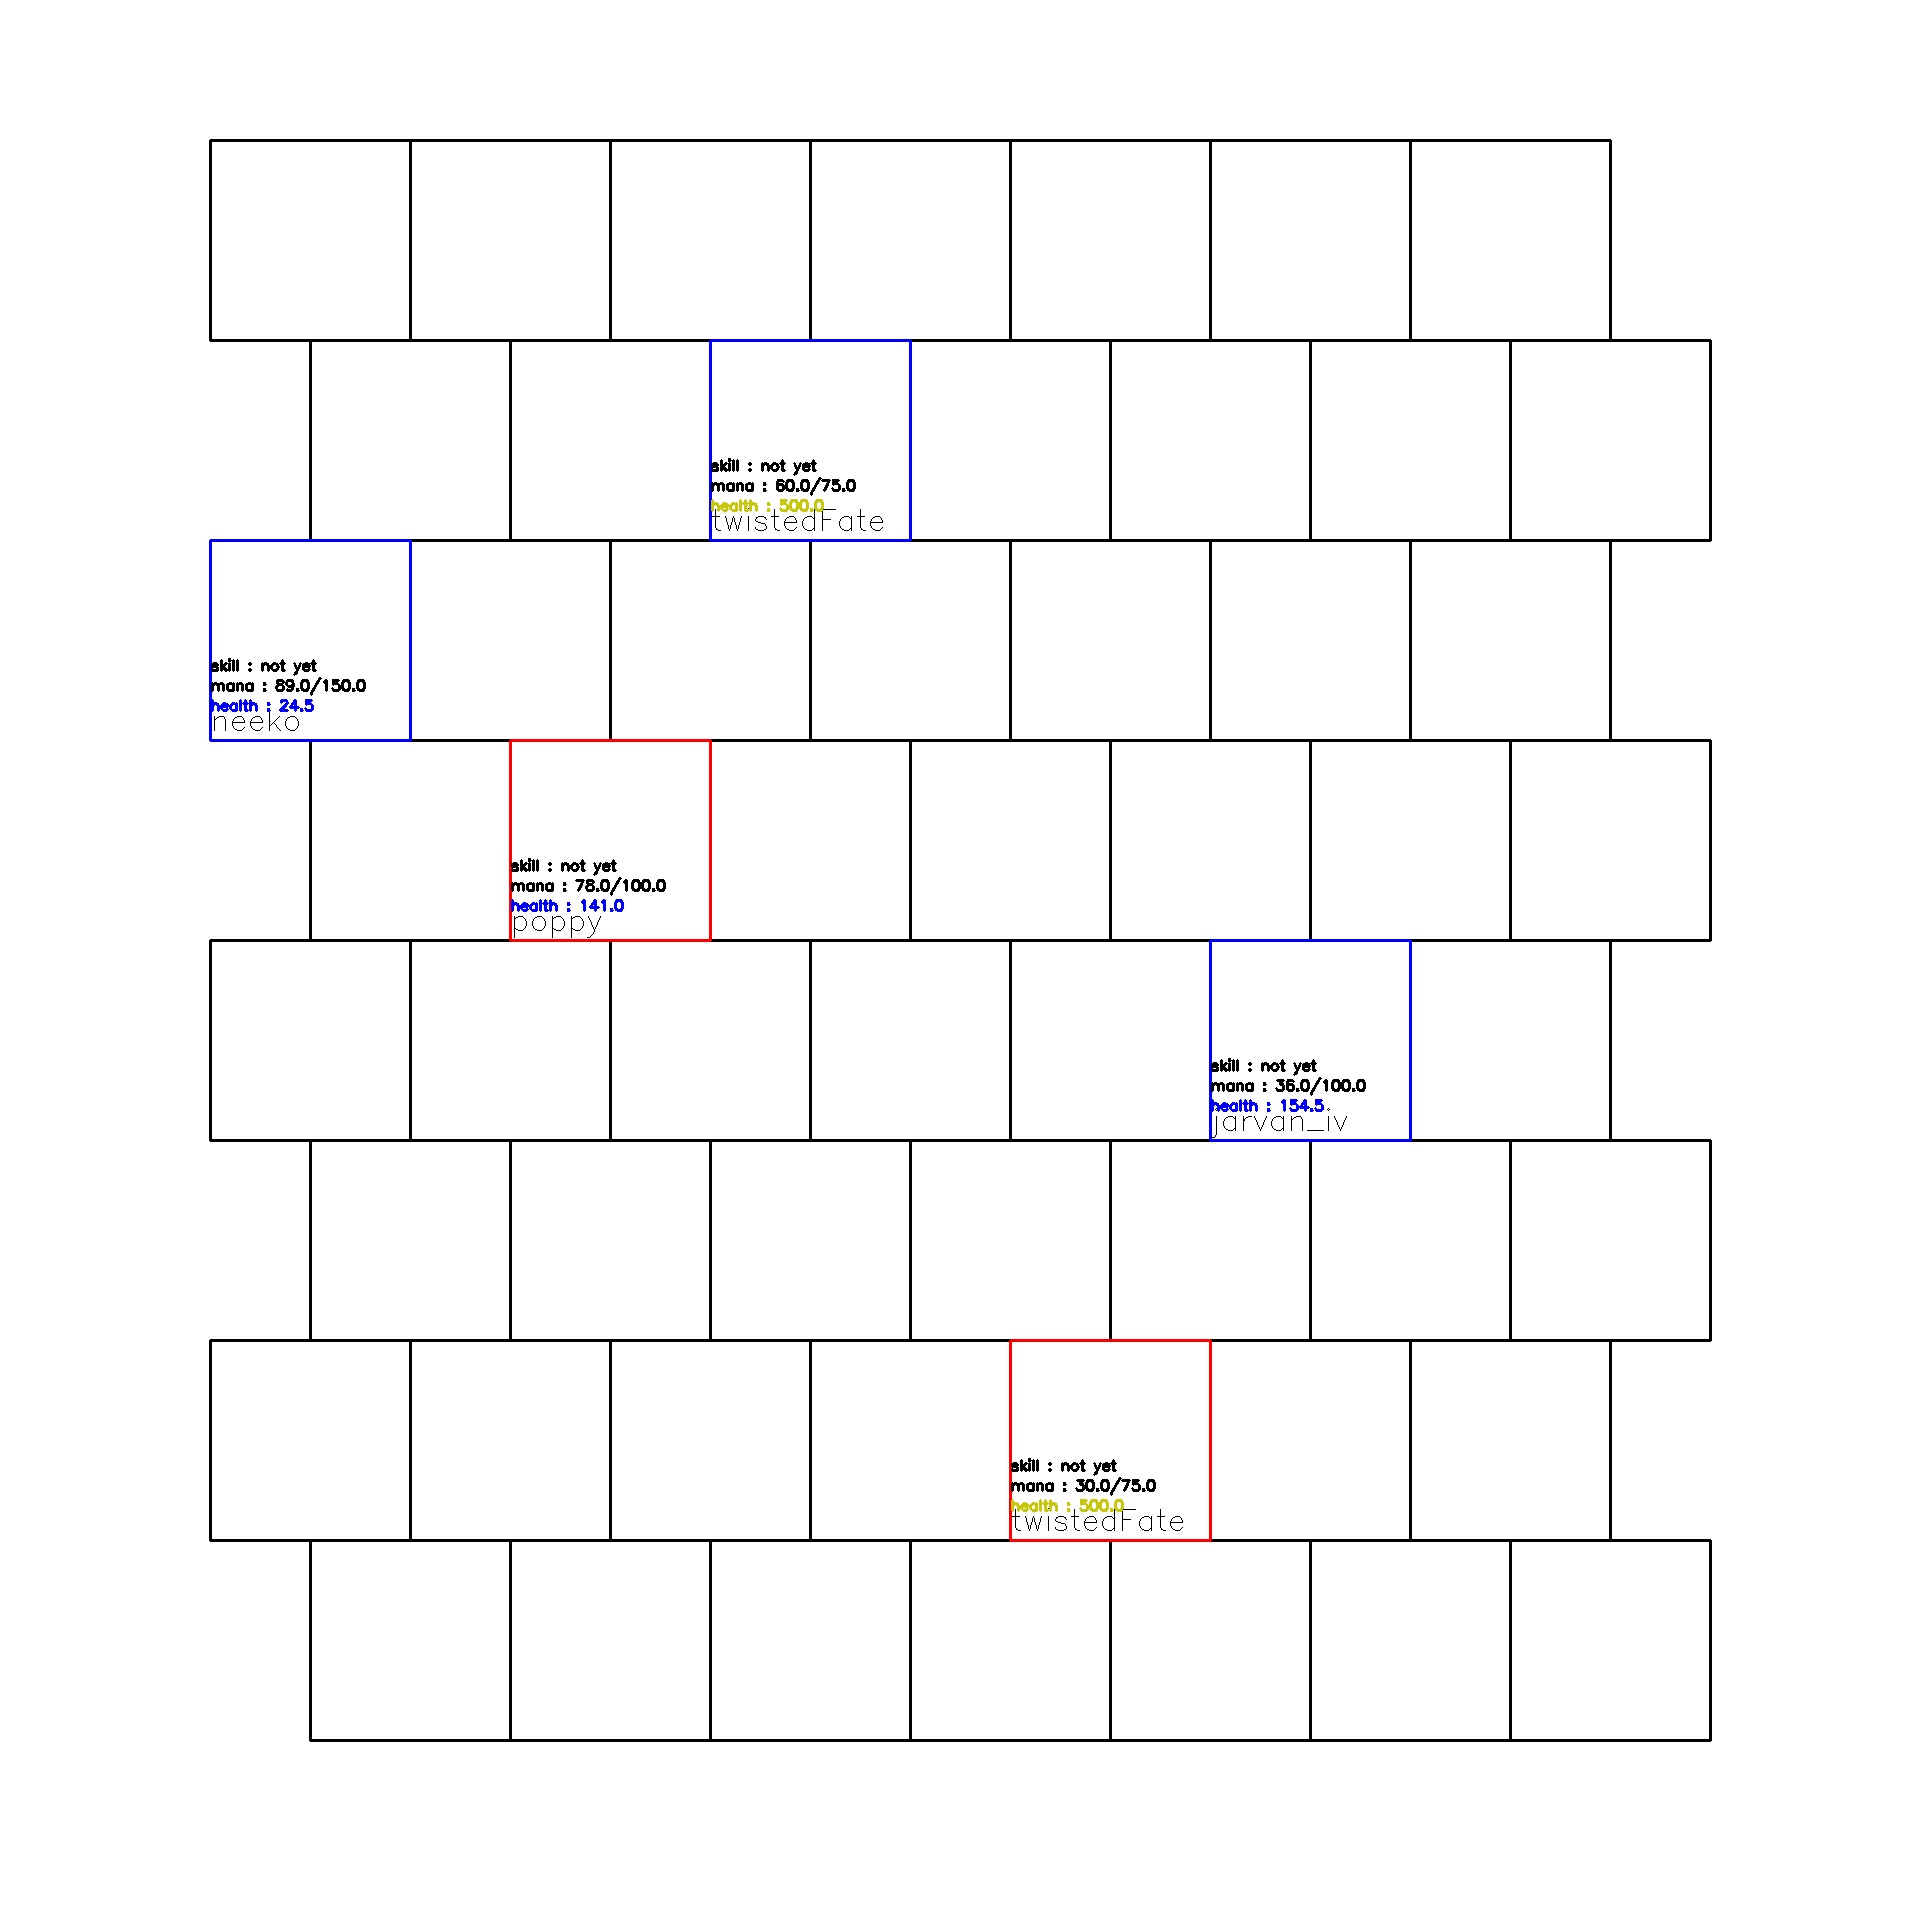 skill : not yet
mana : 60.0/75.0
health : 500.0
twistedFate
skill : not yet
mana : 89.0/150.0
health : 24.5
neeko
skill : not yet
mana : 78.0/100.0
health : 141.0
poppy
skill : not yet
mana : 36.0/100.0
health : 154.5
jarvan_iv
skill : not yet
mana : 30.0/75.0
health : 500.0
twistedFate